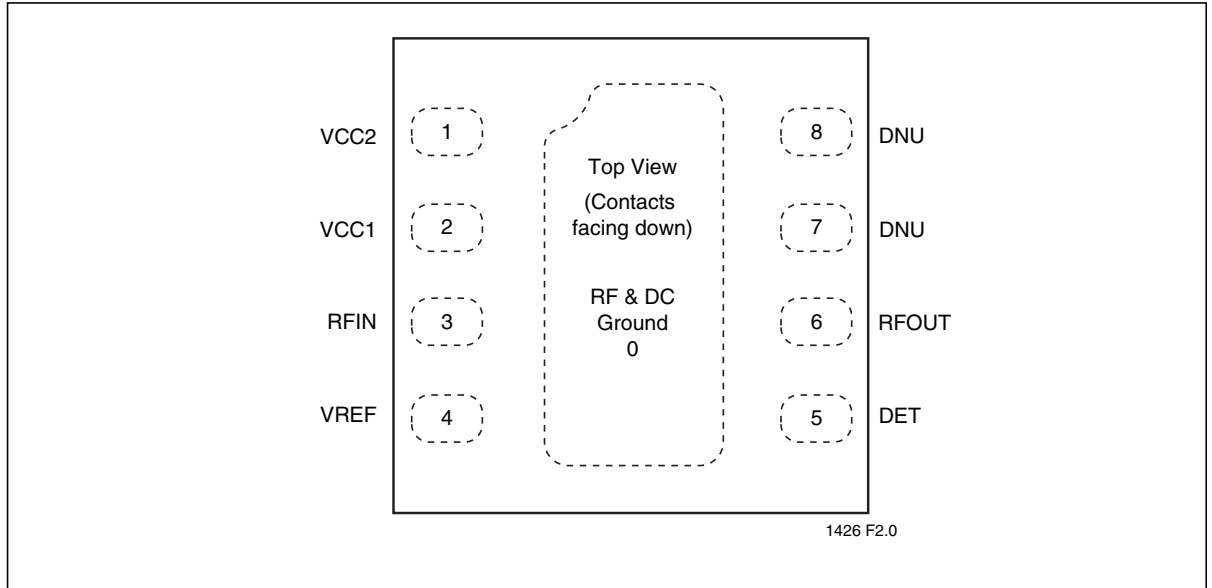 VCC2 1 8 DNU
Top View
(Contacts
facing down)
VCC1 2 7 DNU
RF & DC
Ground
0
RFIN 3 6 RFOUT
VREF 4 5 DET
1426 F2.0